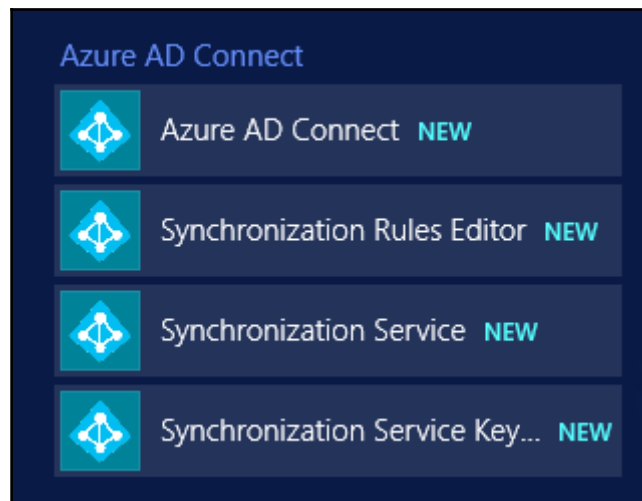 Azure AD Connect
Azure AD Connect NEW
Synchronization Rules Editor NEW
Synchronization Service NEW
Synchronization Service Key... NEW